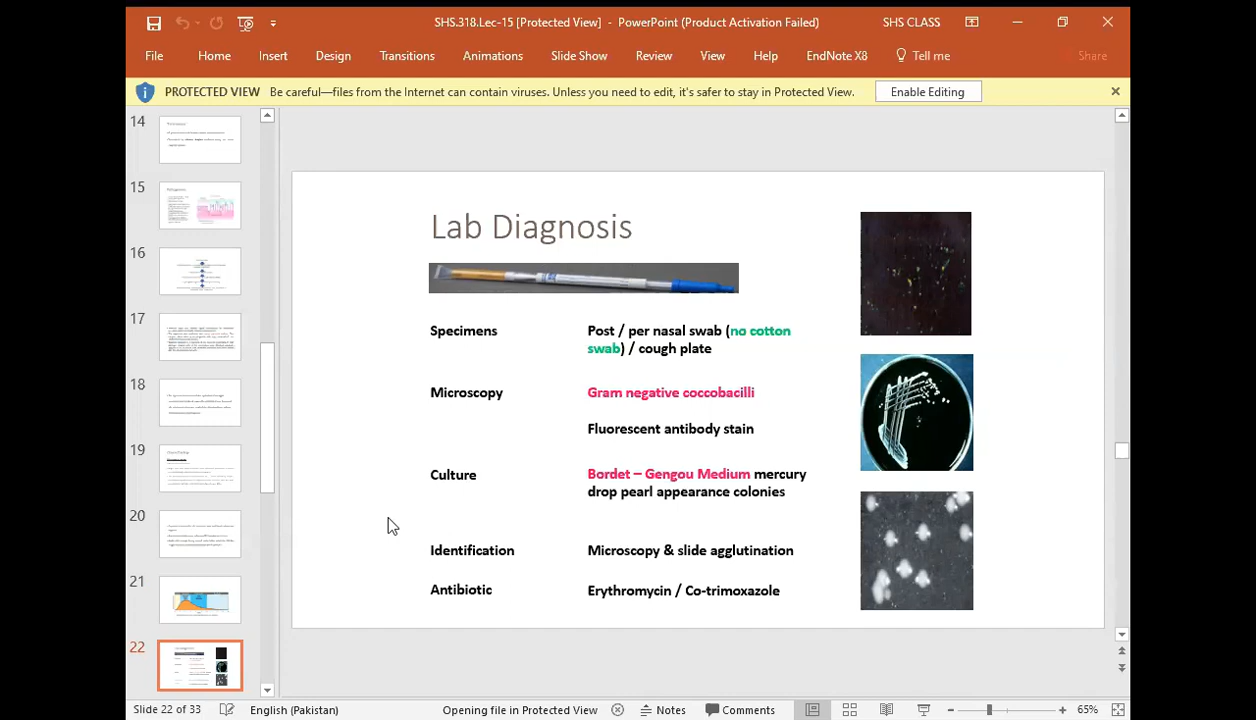 SHS.318.Lec-15 [Protected View] - PowerPoint (Product Activation Failed)
SHS CLASS
File Home Insert Design Transitions Animations Slide Show Review View Help EndNote X8 Tell me Share
PROTECTED VIEW Be careful—files from the Internet can contain viruses. Unless you need to edit, it's safer to stay in Protected View. Enable Editing
14
15
16
17
18
19
20
21
22
Lab Diagnosis
Specimens Post / per nasal swab (no cotton
swab) / cough plate
Microscopy Gram negative coccobacilli
Fluorescent antibody stain
Culture Bordet – Gengou Medium mercury
drop pearl appearance colonies
Identification Microscopy & slide agglutination
Antibiotic Erythromycin / Co-trimoxazole
Slide 22 of 33 English (Pakistan) Opening file in Protected View Notes Comments 65%